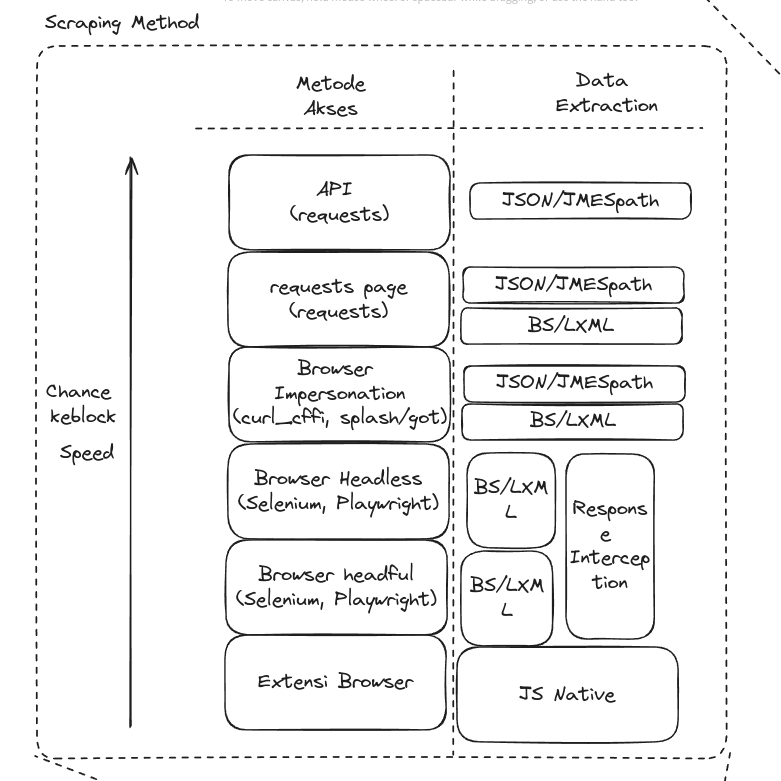 Scraping Method
Metode
Akses
Data
Extraction
API
(requests)
JSON/JMESpath
requests page
(requests)
JSON/JMESpath
BS/LXML
Browser
Impersonation
(curl_cffi, splash/got)
JSON/JMESpath
BS/LXML
Chance
keblock
Speed
Browser Headless
(Selenium, Playwright)
BS/LXM
L
Respons
e
Intercep
tion
Browser headful
(Selenium, Playwright)
BS/LXM
L
Extensi Browser
JS Native